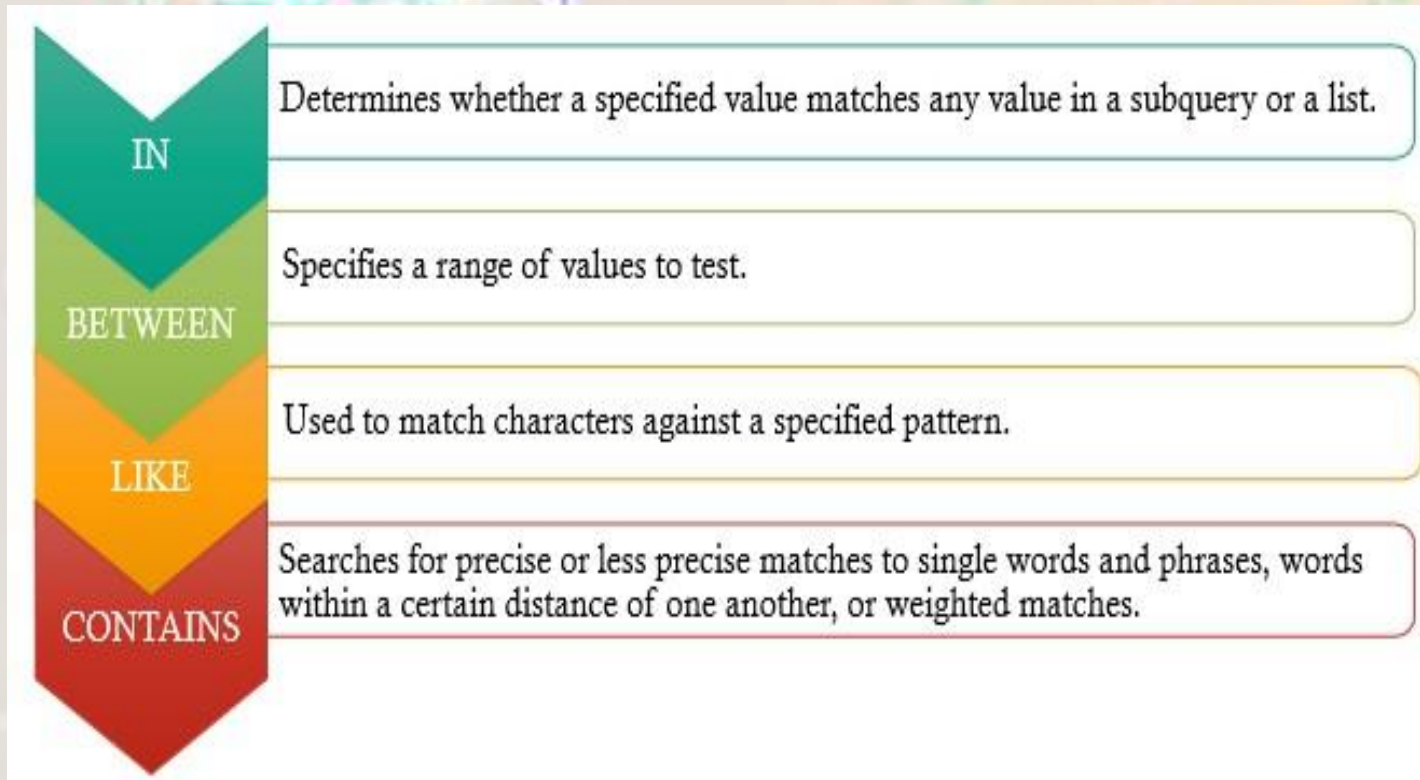 IN
Determines whether a specified value matches any value in a subquery or a list.
BETWEEN
Specifies a range of values to test.
LIKE
Used to match characters against a specified pattern.
CONTAINS
Searches for precise or less precise matches to single words and phrases, words
within a certain distance of one another, or weighted matches.